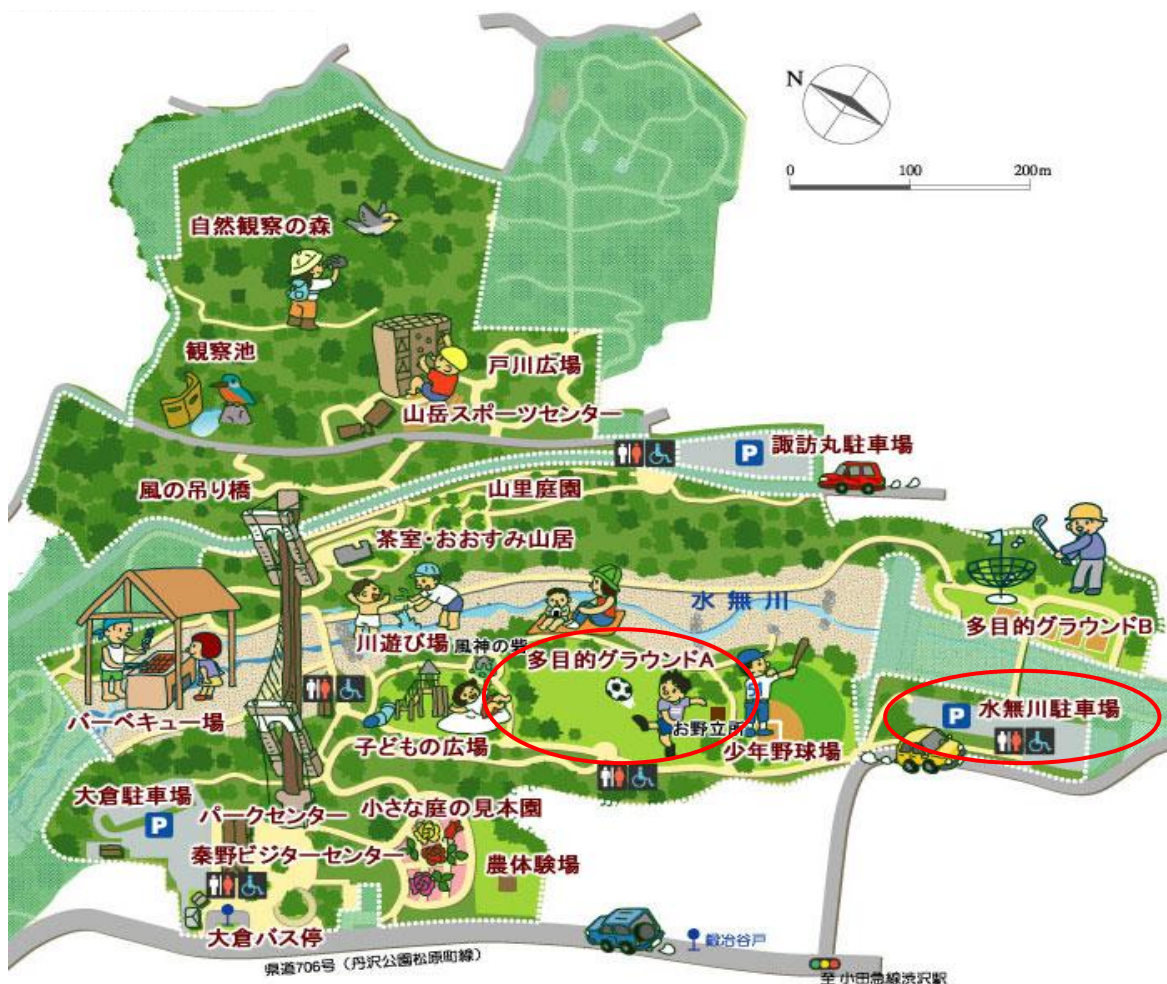 N
0 100 200m
自然観察の森
観察池
戸川広場
山岳スポーツセンター
P
諏訪丸駐車場
風の吊り橋
山里庭園
茶室・おおすみ山居
水無川
多目的グラウンドB
川遊び場
風神の砦
多目的グラウンドA
バーベキュー場
子どもの広場
お野立所
少年野球場
P
水無川駐車場
大倉駐車場
P
パークセンター
小さな庭の見本園
秦野ビジターセンター
農体験場
大倉バス停
鍛冶谷戸
県道706号（丹沢公園松原町線）
至 小田急線渋沢駅